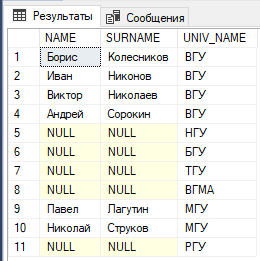 Результаты Сообщения
NAME SURNAME UNIV_NAME
1 Борис Колесников ВГУ
2 Иван Никонов ВГУ
3 Виктор Николаев ВГУ
4 Андрей Сорокин ВГУ
5 NULL NULL НГУ
6 NULL NULL БГУ
7 NULL NULL ТГУ
8 NULL NULL ВГМА
9 Павел Лагутин МГУ
10 Николай Струков МГУ
11 NULL NULL РГУ